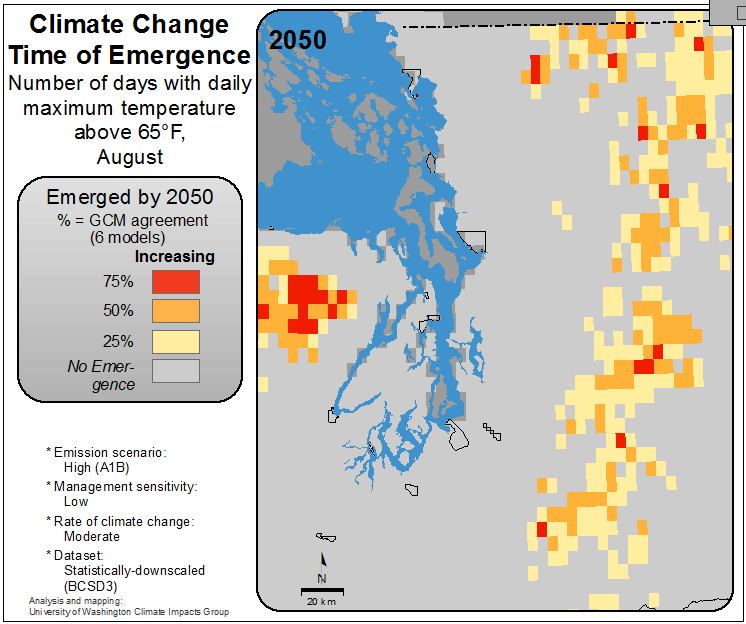 Climate Change
Time of Emergence
Number of days with daily
maximum temperature
above 65°F,
August
Emerged by 2050
% = GCM agreement
(6 models)
Increasing
75%
50%
25%
No Emer-
gence
* Emission scenario:
High (A1B)
* Management sensitivity:
Low
* Rate of climate change:
Moderate
* Dataset:
Statistically-downscaled
(BCSD3)
Analysis and mapping:
University of Washington Climate Impacts Group
2050
N
20 km